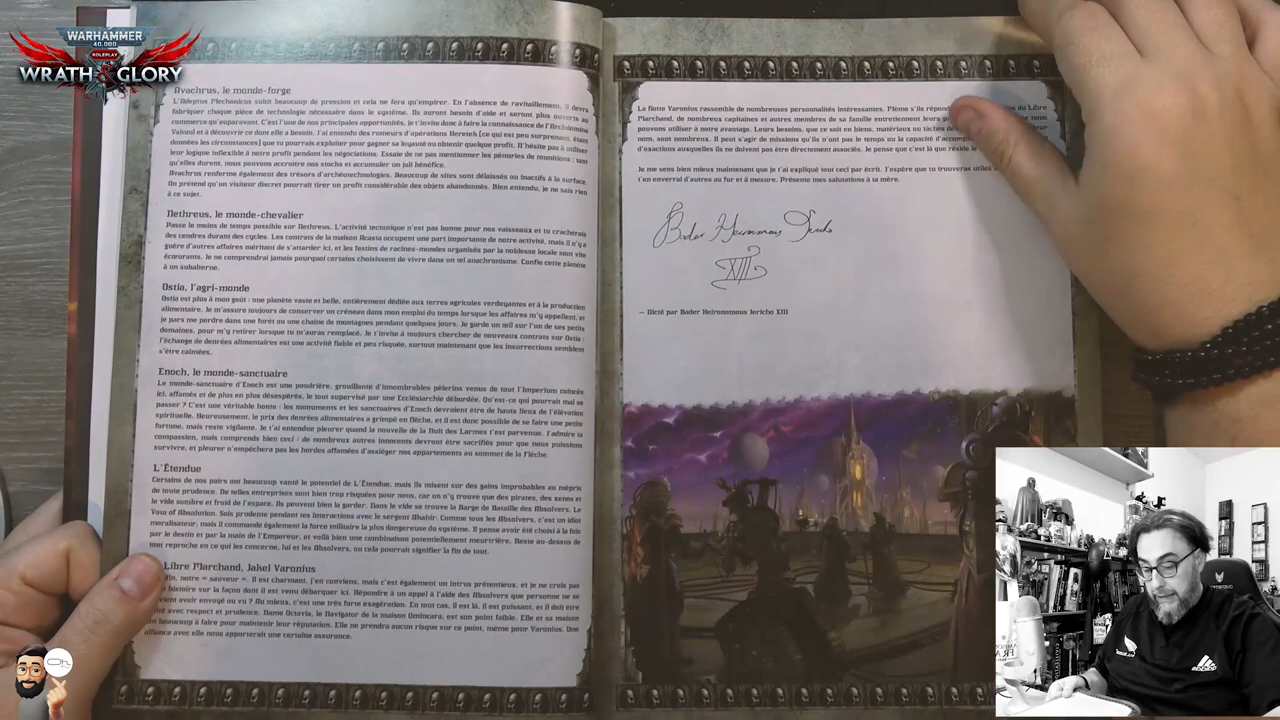 WARHAMMER
40,000
ROLEPLAY
WRATH & GLORY
Avachrus, le monde-forge
L'Adeptus Mechanicus subit beaucoup de pression et cela ne fera qu'empirer. En l'absence de ravitaillement, il devra
fabriquer chaque pièce de technologie nécessaire dans le système. Ils auront besoin d'aide et seront plus ouverts au
commerce qu'auparavant. C'est l'une de nos principales opportunités, je t'invite donc à faire la connaissance de l'Archidomina
Valuul et à découvrir ce dont elle a besoin. J'ai entendu des rumeurs d'opérations Hereteh [ce qui est peu surprenant, étant
données les circonstances] que tu pourrais exploiter pour gagner sa loyauté ou obtenir quelque profit. N'hésite pas à utiliser
leur logique inflexible à notre profit pendant les négociations. Essaie de ne pas mentionner les pénuries de munitions : tant
qu'elles durent, nous pouvons accroitre nos stocks et accumuler un joli bénéfice.
Avachrus renferme également des trésors d'archéotechnologies. Beaucoup de sites sont délaissés ou inactifs à la surface.
On prétend qu'un visiteur discret pourrait tirer un profit considérable des objets abandonnés. Bien entendu, je ne sais rien
à ce sujet.
Nethreus, le monde-chevalier
Passe le moins de temps possible sur Nethreus. L'activité tectonique n'est pas bonne pour nos vaisseaux et tu cracherais
des cendres durant des cycles. Les contrats de la maison Acasta occupent une part importante de notre activité, mais il n'y a
guère d'autres affaires méritant de s'attarder ici, et les festins de racines-mondes organisés par la noblesse locale sont vite
écœurants. Je ne comprendrai jamais pourquoi certains choisissent de vivre dans un tel anachronisme. Confie cette planète
à un subalterne.
Ostia, l'agri-monde
Ostia est plus à mon goût : une planète vaste et belle, entièrement dédiée aux terres agricoles verdoyantes et à la production
alimentaire. Je m'assure toujours de conserver un créneau dans mon emploi du temps lorsque les affaires m'y appellent, et
je pars me perdre dans une forêt ou une chaîne de montagnes pendant quelques jours. Je garde un œil sur l'un de ses petits
domaines, pour m'y retirer lorsque tu m'auras remplacé. Je t'invite à toujours chercher de nouveaux contrats sur Ostia :
l'échange de denrées alimentaires est une activité fiable et peu risquée, surtout maintenant que les insurrections semblent
s'être calmées.
Enoch, le monde-sanctuaire
Le monde-sanctuaire d'Enoch est une poudrière, grouillante d'innombrables pèlerins venus de tout l'Imperium coincés
ici, affamés et de plus en plus désespérés, le tout supervisé par une Ecclésiarchie débordée. Qu'est-ce qui pourrait mal se
passer ? C'est une véritable honte : les monuments et les sanctuaires d'Enoch devraient être de hauts lieux de l'élévation
spirituelle. Heureusement, le prix des denrées alimentaires a grimpé en flèche, et il est donc possible de se faire une petite
fortune, mais reste vigilante. Je t'ai entendue pleurer quand la nouvelle de la Nuit des Larmes t'est parvenue. J'admire ta
compassion, mais comprends bien ceci : de nombreux autres innocents devront être sacrifiés pour que nous puissions
survivre, et pleurer n'empêchera pas les hordes affamées d'assiéger nos appartements au sommet de la Flèche.
L'Étendue
Certains de nos pairs ont beaucoup vanté le potentiel de L'Étendue, mais ils misent sur des gains improbables au mépris
de toute prudence. De telles entreprises sont bien trop risquées pour nous, car on n'y trouve que des pirates, des xenos et
le vide sombre et froid de l'espace. Ils peuvent bien la garder. Dans le vide se trouve la Barge de Bataille des Absolvers, Le
Vow of Absolution. Sois prudente pendant tes interactions avec le sergent Ahahir. Comme tous les Absolvers, c'est un idiot
moralisateur, mais il commande également la force militaire la plus dangereuse du système. Il pense avoir été choisi à la fois
par le destin et par la main de l'Empereur, et voilà bien une combinaison potentiellement meurtrière. Reste au-dessus de
tout reproche en ce qui les concerne, lui et les Absolvers, ou cela pourrait signifier la fin de tout.
Libre Marchand, Jakel Varonius
fin, notre « sauveur ». Il est charmant, j'en conviens, mais c'est également un intrus prétentieux, et je ne crois pas
histoire sur la façon dont il est venu débarquer ici. Répondre à un appel à l'aide des Absolvers que personne ne se
vient avoir envoyé ou vu ? Au mieux, c'est une très forte exagération. En tout cas, il est là, il est puissant, et il doit être
avec respect et prudence. Dame Octavia, le Navigator de la maison Omincara, est son point faible. Elle et sa maison
nt beaucoup à faire pour maintenir leur réputation. Elle ne prendra aucun risque sur ce point, même pour Varonius. Une
alliance avec elle nous apporterait une certaine assurance.
La flotte Varonius rassemble de nombreuses personnalités intéressantes. Même s'ils répond du Libre
Marchand, de nombreux capitaines et autres membres de sa famille entretiennent leurs p que nous
pouvons utiliser à notre avantage. Leurs besoins, que ce soit en biens, matériaux ou tâches
nom, sont nombreux. Il peut s'agir de missions qu'ils n'ont pas le temps ou la capacité d'accom
d'exactions auxquelles ils ne doivent pas être directement associés. Je pense que c'est là que réside le
Je me sens bien mieux maintenant que je t'ai expliqué tout ceci par écrit. J'espère que tu trouveras utiles
t'en enverrai d'autres au fur et à mesure. Présente mes salutations à ta mère.
Bader Heironomous Jericho
XIII
— Dicté par Bader Heironomous Jericho XIII